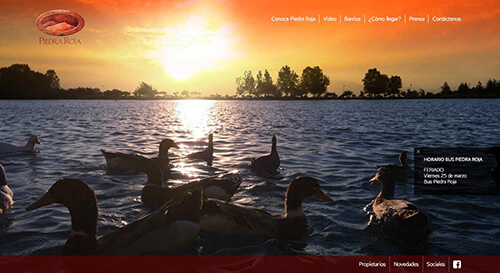 PIEDRA ROJA
Conoce Piedra Roja | Video | Barrios | ¿Cómo llegar? | Prensa | Contáctenos
x
HORARIO BUS PIEDRA ROJA
FERIADO
Viernes 25 de marzo
Bus Piedra Roja
Propietarios | Novedades | Sociales | f